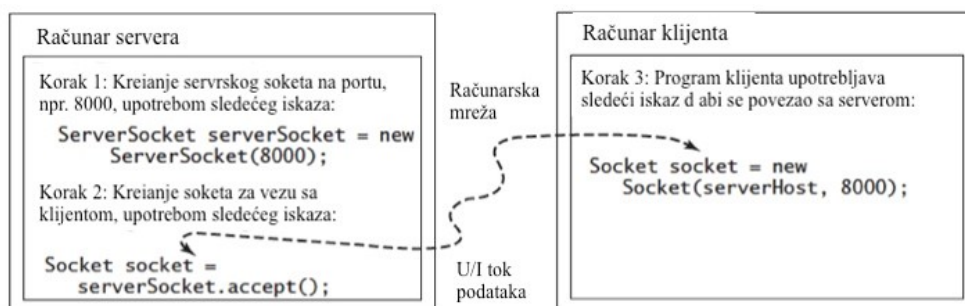 Računar servera
Korak 1: Kreianje servrskog soketa na portu,
npr. 8000, upotrebom sledećeg iskaza:
ServerSocket serverSocket = new
ServerSocket(8000);
Korak 2: Kreianje soketa za vezu sa
klijentom, upotrebom sledećeg iskaza:
Socket socket =
serverSocket.accept();
Računarska
mreža
U/I tok
podataka
Računar klijenta
Korak 3: Program klijenta upotrebljava
sledeći iskaz d abi se povezao sa serverom:
Socket socket = new
Socket(serverHost, 8000);